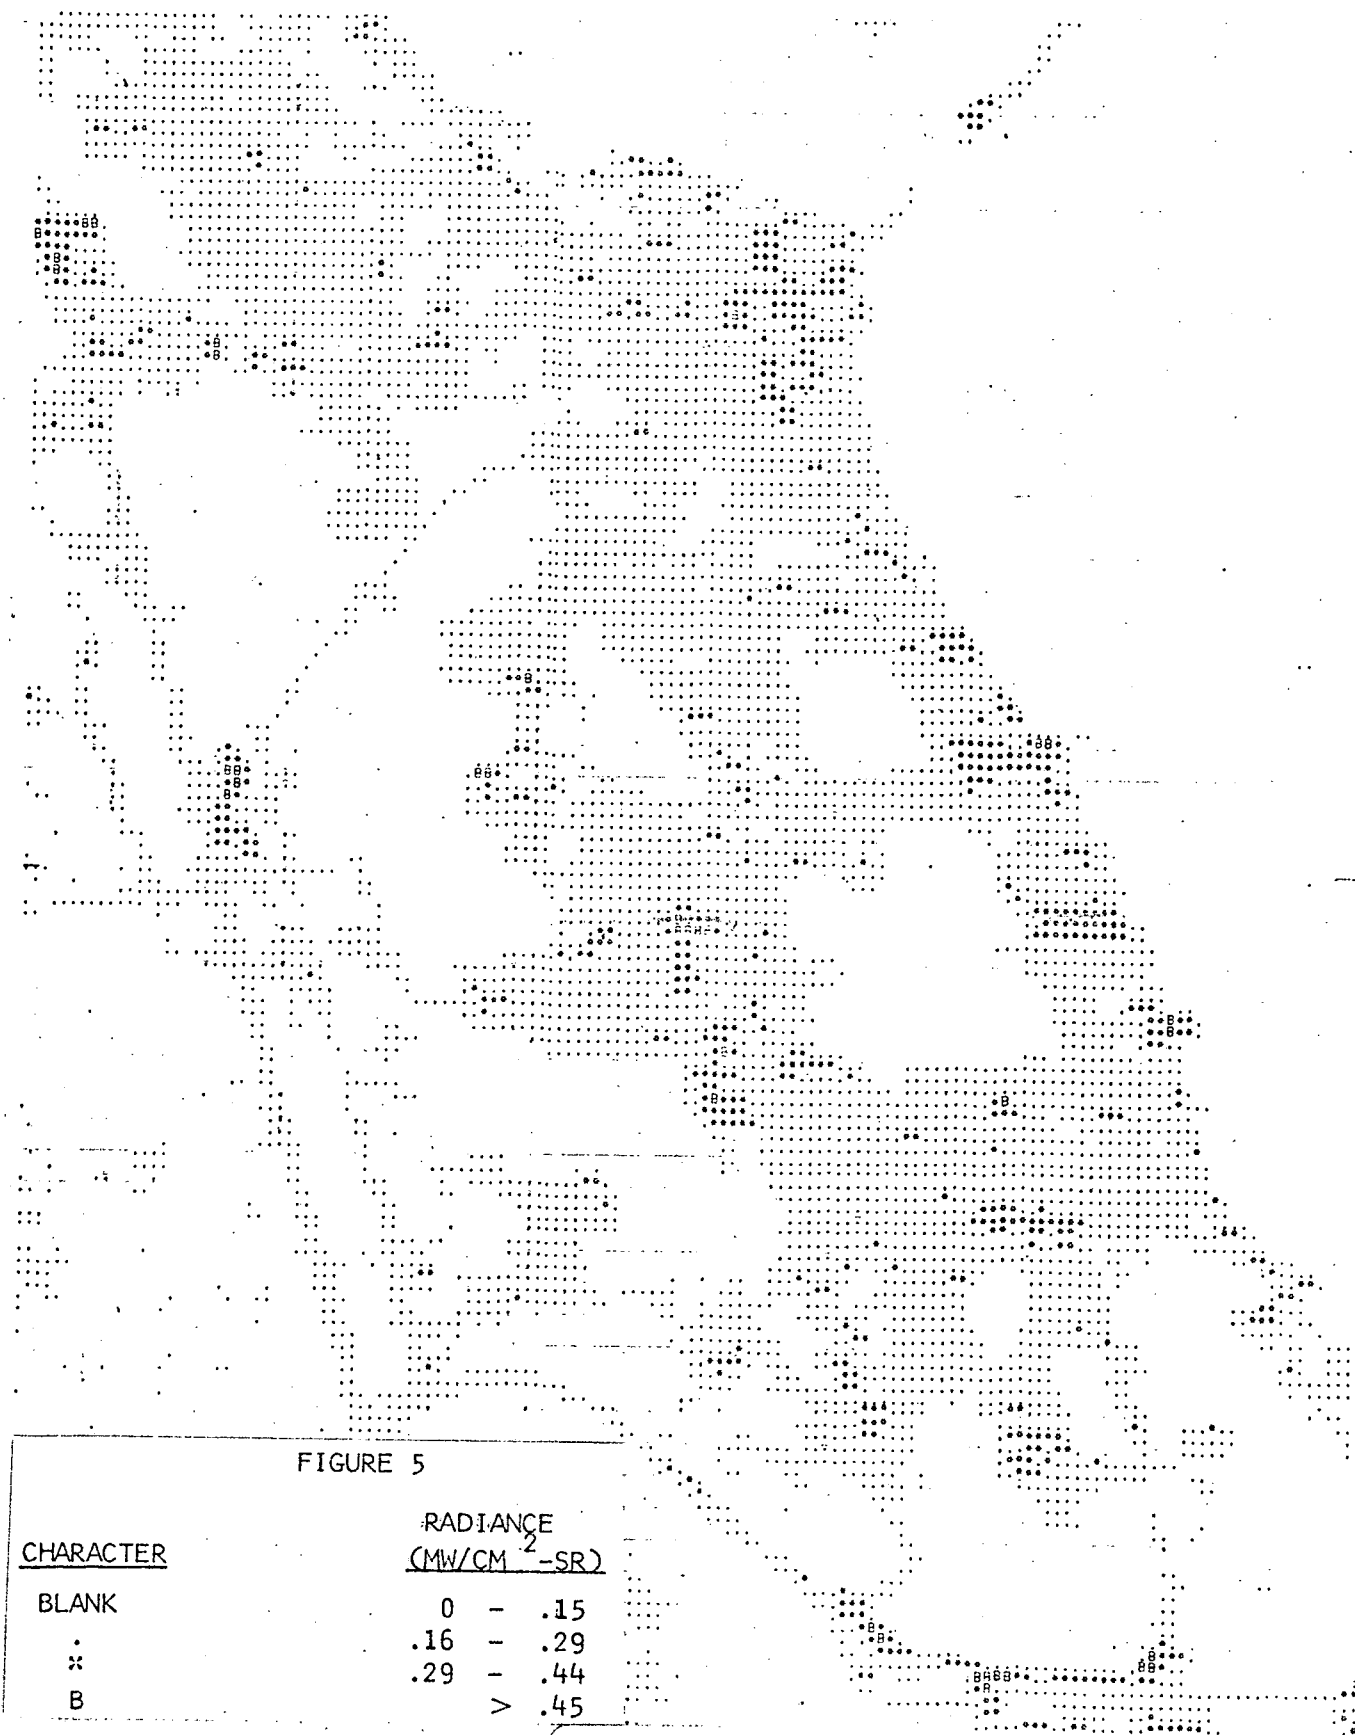 FIGURE 5
RADIANCE
CHARACTER (MW/CM 2 -SR)
BLANK 0 - .15
. .16 - .29
* .29 - .44
B > .45